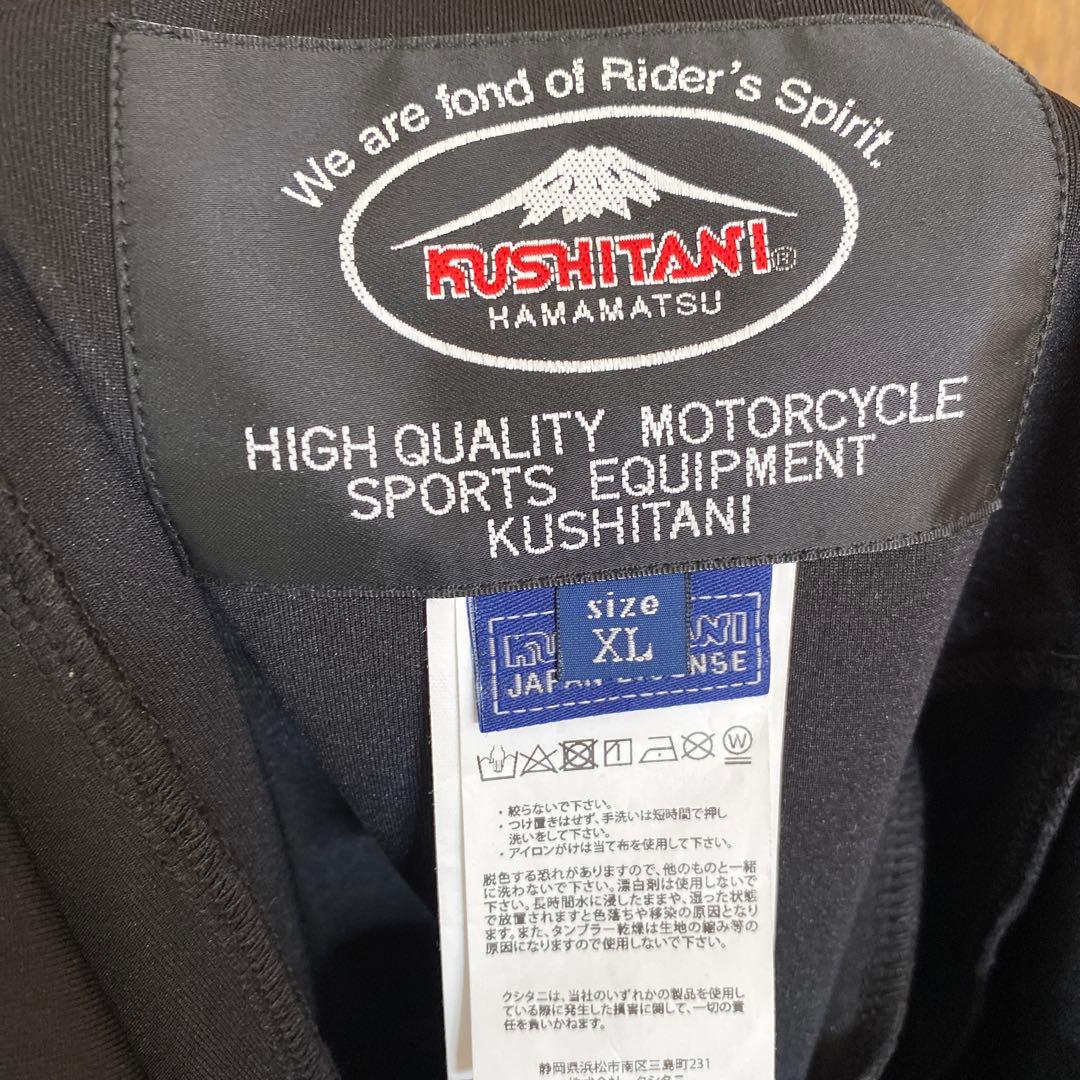 We are fond of Rider's Spirit.
KUSHITANI®
HAMAMATSU
HIGH QUALITY MOTORCYCLE
SPORTS EQUIPMENT
KUSHITANI
size
XL
W
・絞らないで下さい。
・つけ置きはせず、手洗いは短時間で押し
洗いをして下さい。
・アイロンがけは当て布を使用して下さい。
脱色する恐れがありますので、他のものと一緒
に洗わないで下さい。漂白剤は使用しないで
下さい。長時間水に浸したままや、湿った状態
で放置されますと色落ちや移染の原因となり
ます。また、タンブラー乾燥は生地の縮み等の
原因になりますので使用しないで下さい。
クシタニは、当社のいずれかの製品を使用し
ている際に発生した損害に関して、一切の責
任を負いかねます。
静岡県浜松市南区三島町231